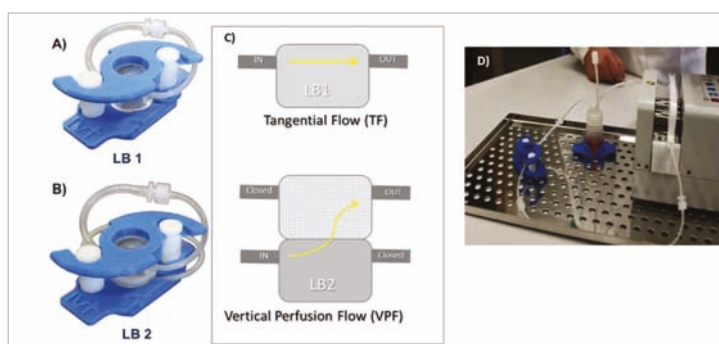 A)
LB 1
B)
LB 2
C)
IN
OUT
LB1
Tangential Flow (TF)
Closed
OUT
IN
Closed
LB2
Vertical Perfusion Flow (VPF)
D)